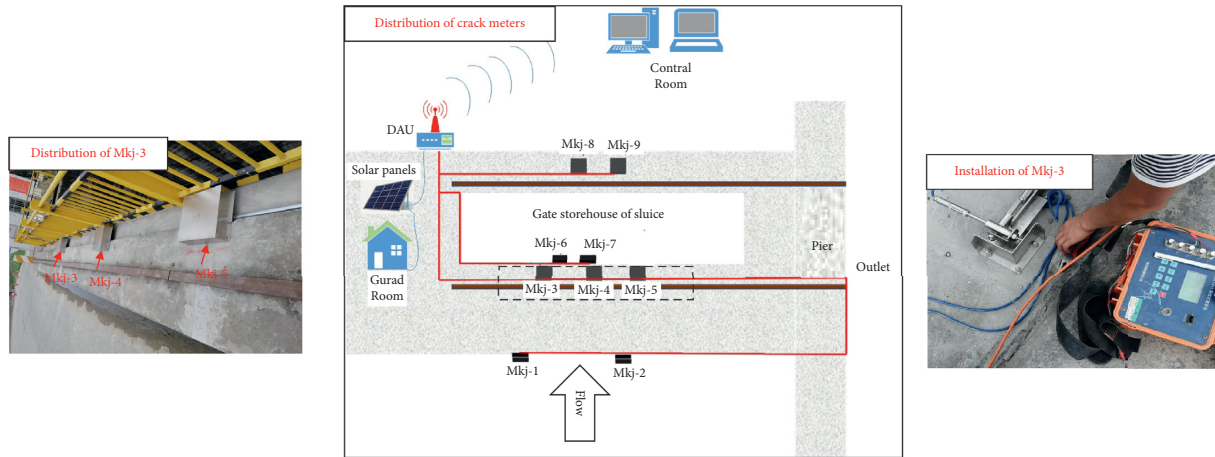 Distribution of Mkj-3
Mkj-3
Mkj-4
Mkj-5
Distribution of crack meters
Contral
Room
DAU
Solar panels
Gurad
Room
Mkj-8
Mkj-9
Gate storehouse of sluice
Mkj-6
Mkj-7
Mkj-3
Mkj-4
Mkj-5
Pier
Outlet
Mkj-1
Mkj-2
Flow
Installation of Mkj-3